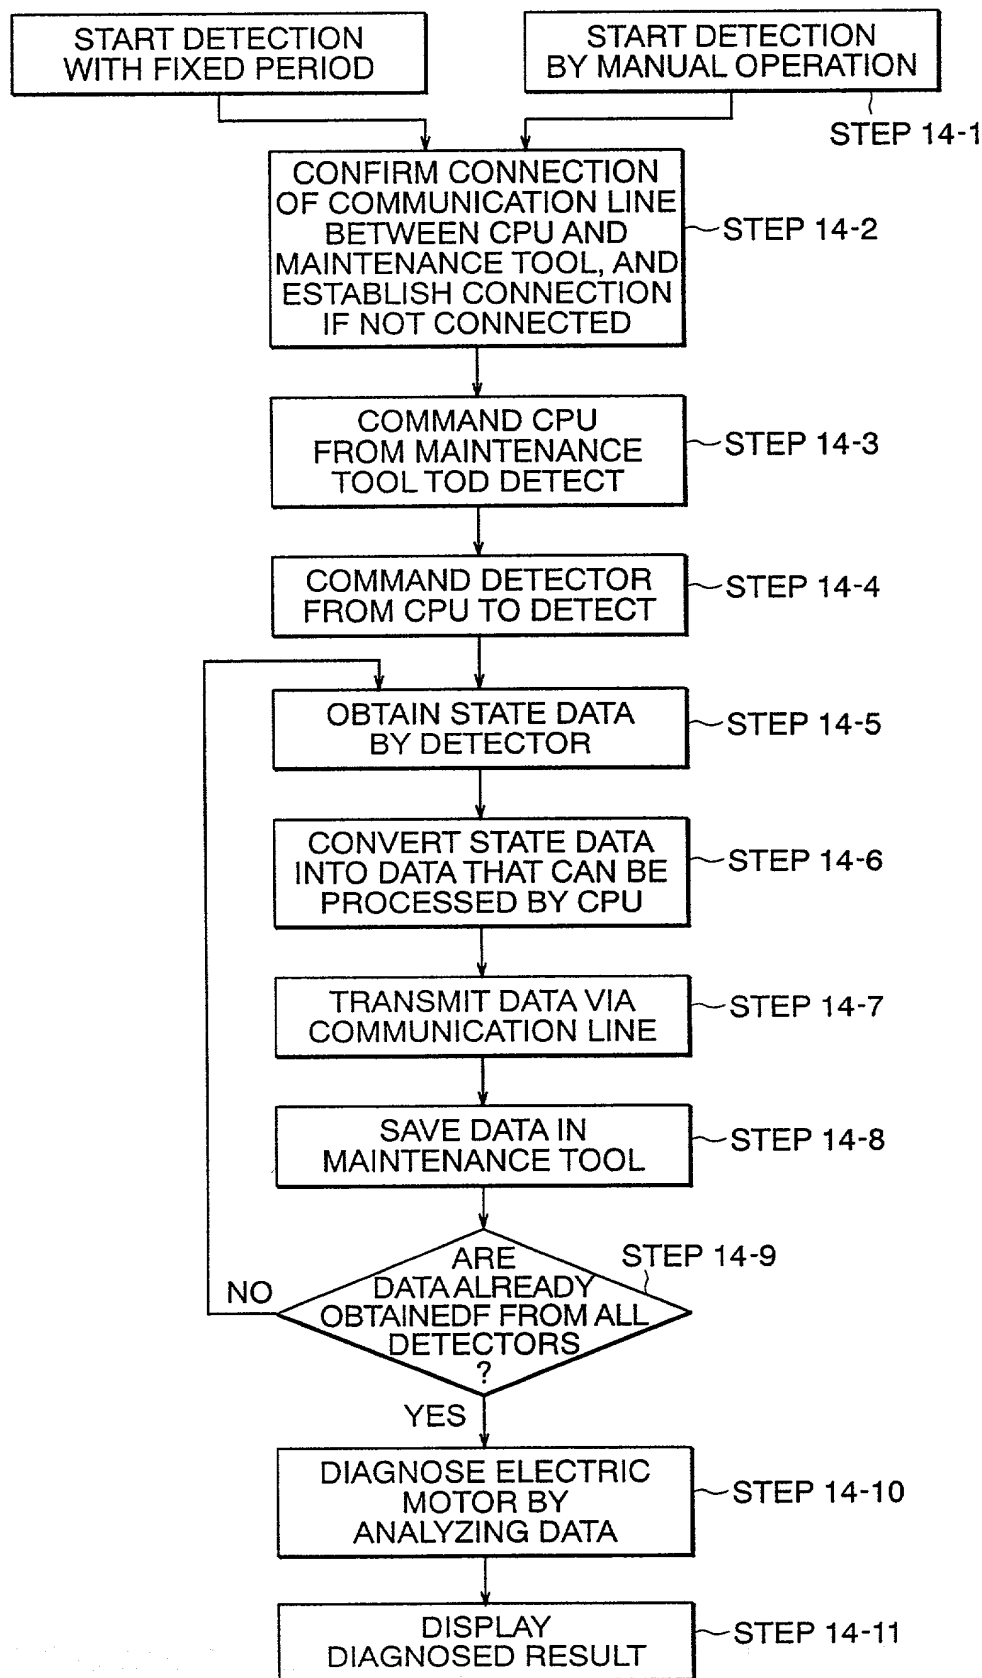 START DETECTION
WITH FIXED PERIOD
START DETECTION
BY MANUAL OPERATION
STEP 14-1
CONFIRM CONNECTION
OF COMMUNICATION LINE
BETWEEN CPU AND
MAINTENANCE TOOL, AND
ESTABLISH CONNECTION
IF NOT CONNECTED
STEP 14-2
COMMAND CPU
FROM MAINTENANCE
TOOL TOD DETECT
STEP 14-3
COMMAND DETECTOR
FROM CPU TO DETECT
STEP 14-4
OBTAIN STATE DATA
BY DETECTOR
STEP 14-5
CONVERT STATE DATA
INTO DATA THAT CAN BE
PROCESSED BY CPU
STEP 14-6
TRANSMIT DATA VIA
COMMUNICATION LINE
STEP 14-7
SAVE DATA IN
MAINTENANCE TOOL
STEP 14-8
ARE
DATA ALREADY
OBTAINEDF FROM ALL
DETECTORS
?
STEP 14-9
NO
YES
DIAGNOSE ELECTRIC
MOTOR BY
ANALYZING DATA
STEP 14-10
DISPLAY
DIAGNOSED RESULT
STEP 14-11